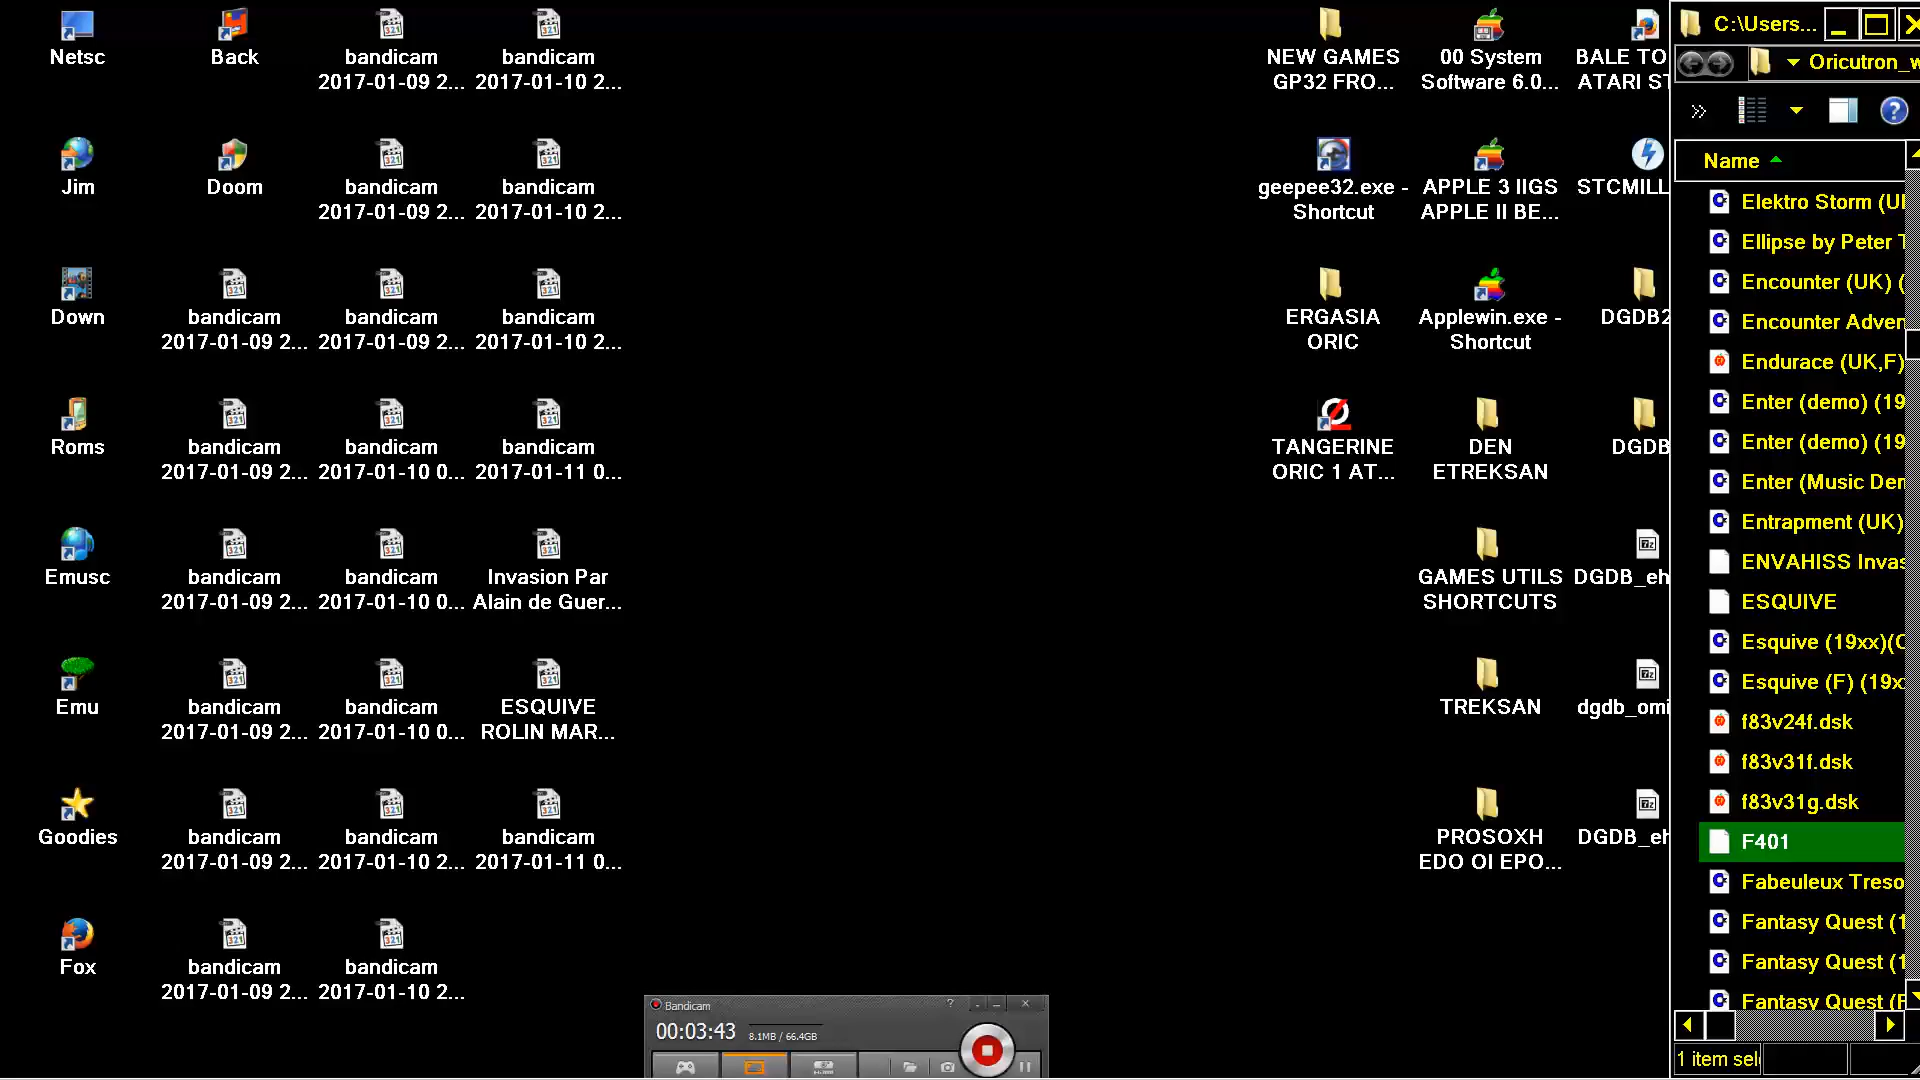 Netsc
Back
bandicam
2017-01-09 2...
bandicam
2017-01-10 2...
NEW GAMES
GP32 FRO...
00 System
Software 6.0...
BALE TO
ATARI ST
Jim
Doom
bandicam
2017-01-09 2...
bandicam
2017-01-10 2...
geepee32.exe -
Shortcut
APPLE 3 IIGS
APPLE II BE...
STCMILL
Down
bandicam
2017-01-09 2...
bandicam
2017-01-09 2...
bandicam
2017-01-10 2...
ERGASIA
ORIC
Applewin.exe -
Shortcut
DGDB2
Roms
bandicam
2017-01-09 2...
bandicam
2017-01-10 0...
bandicam
2017-01-11 0...
TANGERINE
ORIC 1 AT...
DEN
ETREKSAN
DGDB
Emusc
bandicam
2017-01-09 2...
bandicam
2017-01-10 0...
Invasion Par
Alain de Guer...
GAMES UTILS
SHORTCUTS
DGDB_eh
Emu
bandicam
2017-01-09 2...
bandicam
2017-01-10 0...
ESQUIVE
ROLIN MAR...
TREKSAN
dgdb_omi
Goodies
bandicam
2017-01-09 2...
bandicam
2017-01-10 2...
bandicam
2017-01-11 0...
PROSOXH
EDO OI EPO...
DGDB_eh
Fox
bandicam
2017-01-09 2...
bandicam
2017-01-10 2...
Bandicam
00:03:43
8.1MB / 66.4GB
C:\Users...
Oricutron_w
Name
Elektro Storm (U
Ellipse by Peter T
Encounter (UK) (
Encounter Adven
Endurace (UK,F)
Enter (demo) (19
Enter (demo) (19
Enter (Music Der
Entrapment (UK)
ENVAHISS Invas
ESQUIVE
Esquive (19xx)(O
Esquive (F) (19x
f83v24f.dsk
f83v31f.dsk
f83v31g.dsk
F401
Fabeuleux Treso
Fantasy Quest (1
Fantasy Quest (1
Fantasy Quest (F
1 item sel